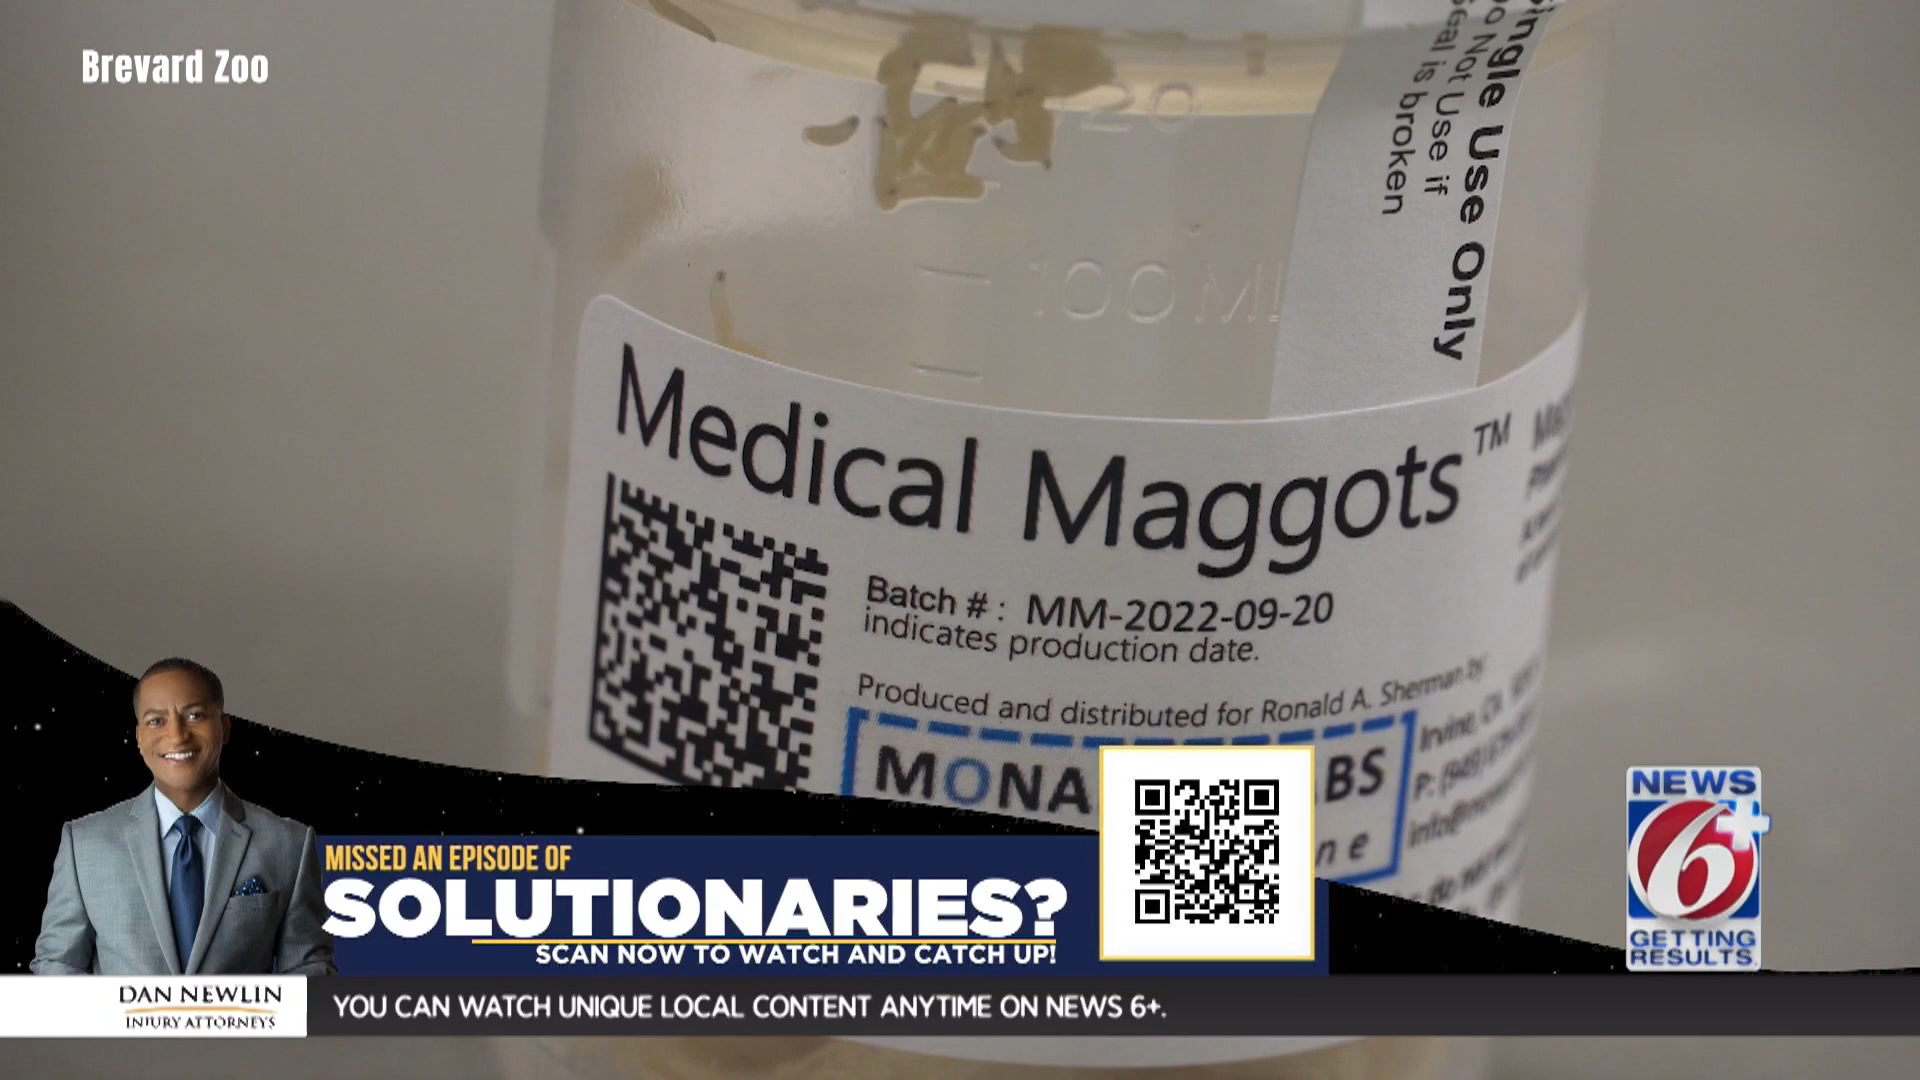 Brevard Zoo
Single Use Only
Do Not Use if
Seal is broken
120
100 Ml
Medical Maggots™
Batch #: MM-2022-09-20
indicates production date.
Produced and distributed for Ronald A. Sherman by:
Irvine, CA
MISSED AN EPISODE OF
SOLUTIONARIES?
SCAN NOW TO WATCH AND CATCH UP!
NEWS
6+
GETTING
RESULTS
DAN NEWLIN
INJURY ATTORNEYS
YOU CAN WATCH UNIQUE LOCAL CONTENT ANYTIME ON NEWS 6+.